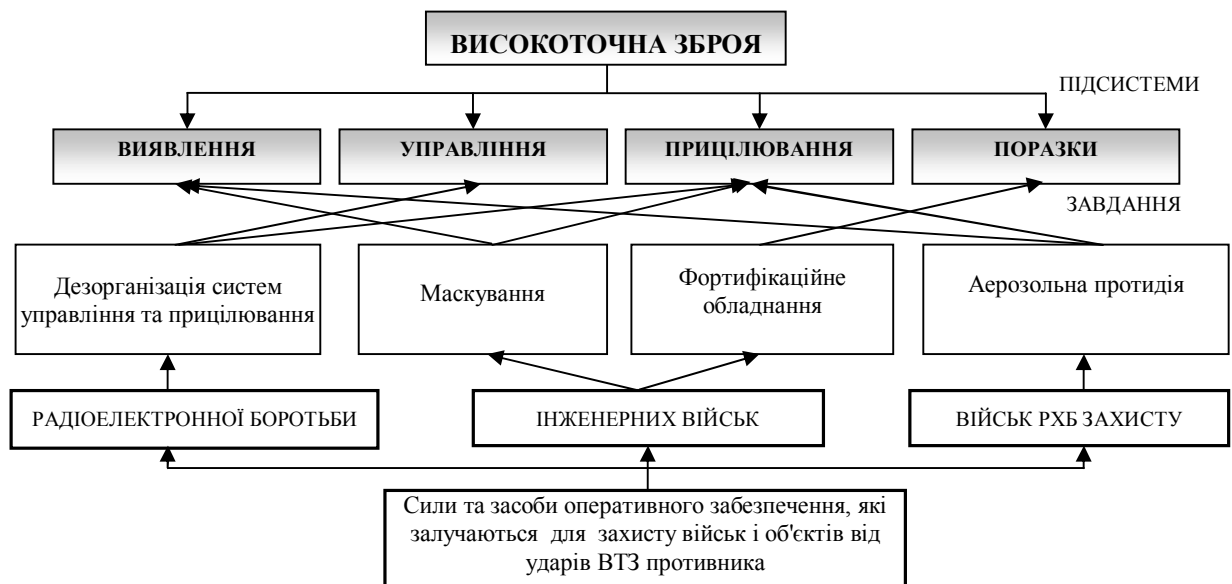 ВИСОКОТОЧНА ЗБРОЯ
ПІДСИСТЕМИ
ВИЯВЛЕННЯ
УПРАВЛІННЯ
ПРИЦІЛЮВАННЯ
ПОРАЗКИ
ЗАВДАННЯ
Дезорганізація систем
управління та прицілювання
Маскування
Фортифікаційне
обладнання
Аерозольна протидія
РАДІОЕЛЕКТРОННОЇ БОРОТЬБИ
ІНЖЕНЕРНИХ ВІЙСЬК
ВІЙСЬК РХБ ЗАХИСТУ
Сили та засоби оперативного забезпечення, які
залучаються для захисту військ і об'єктів від
ударів ВТЗ противника